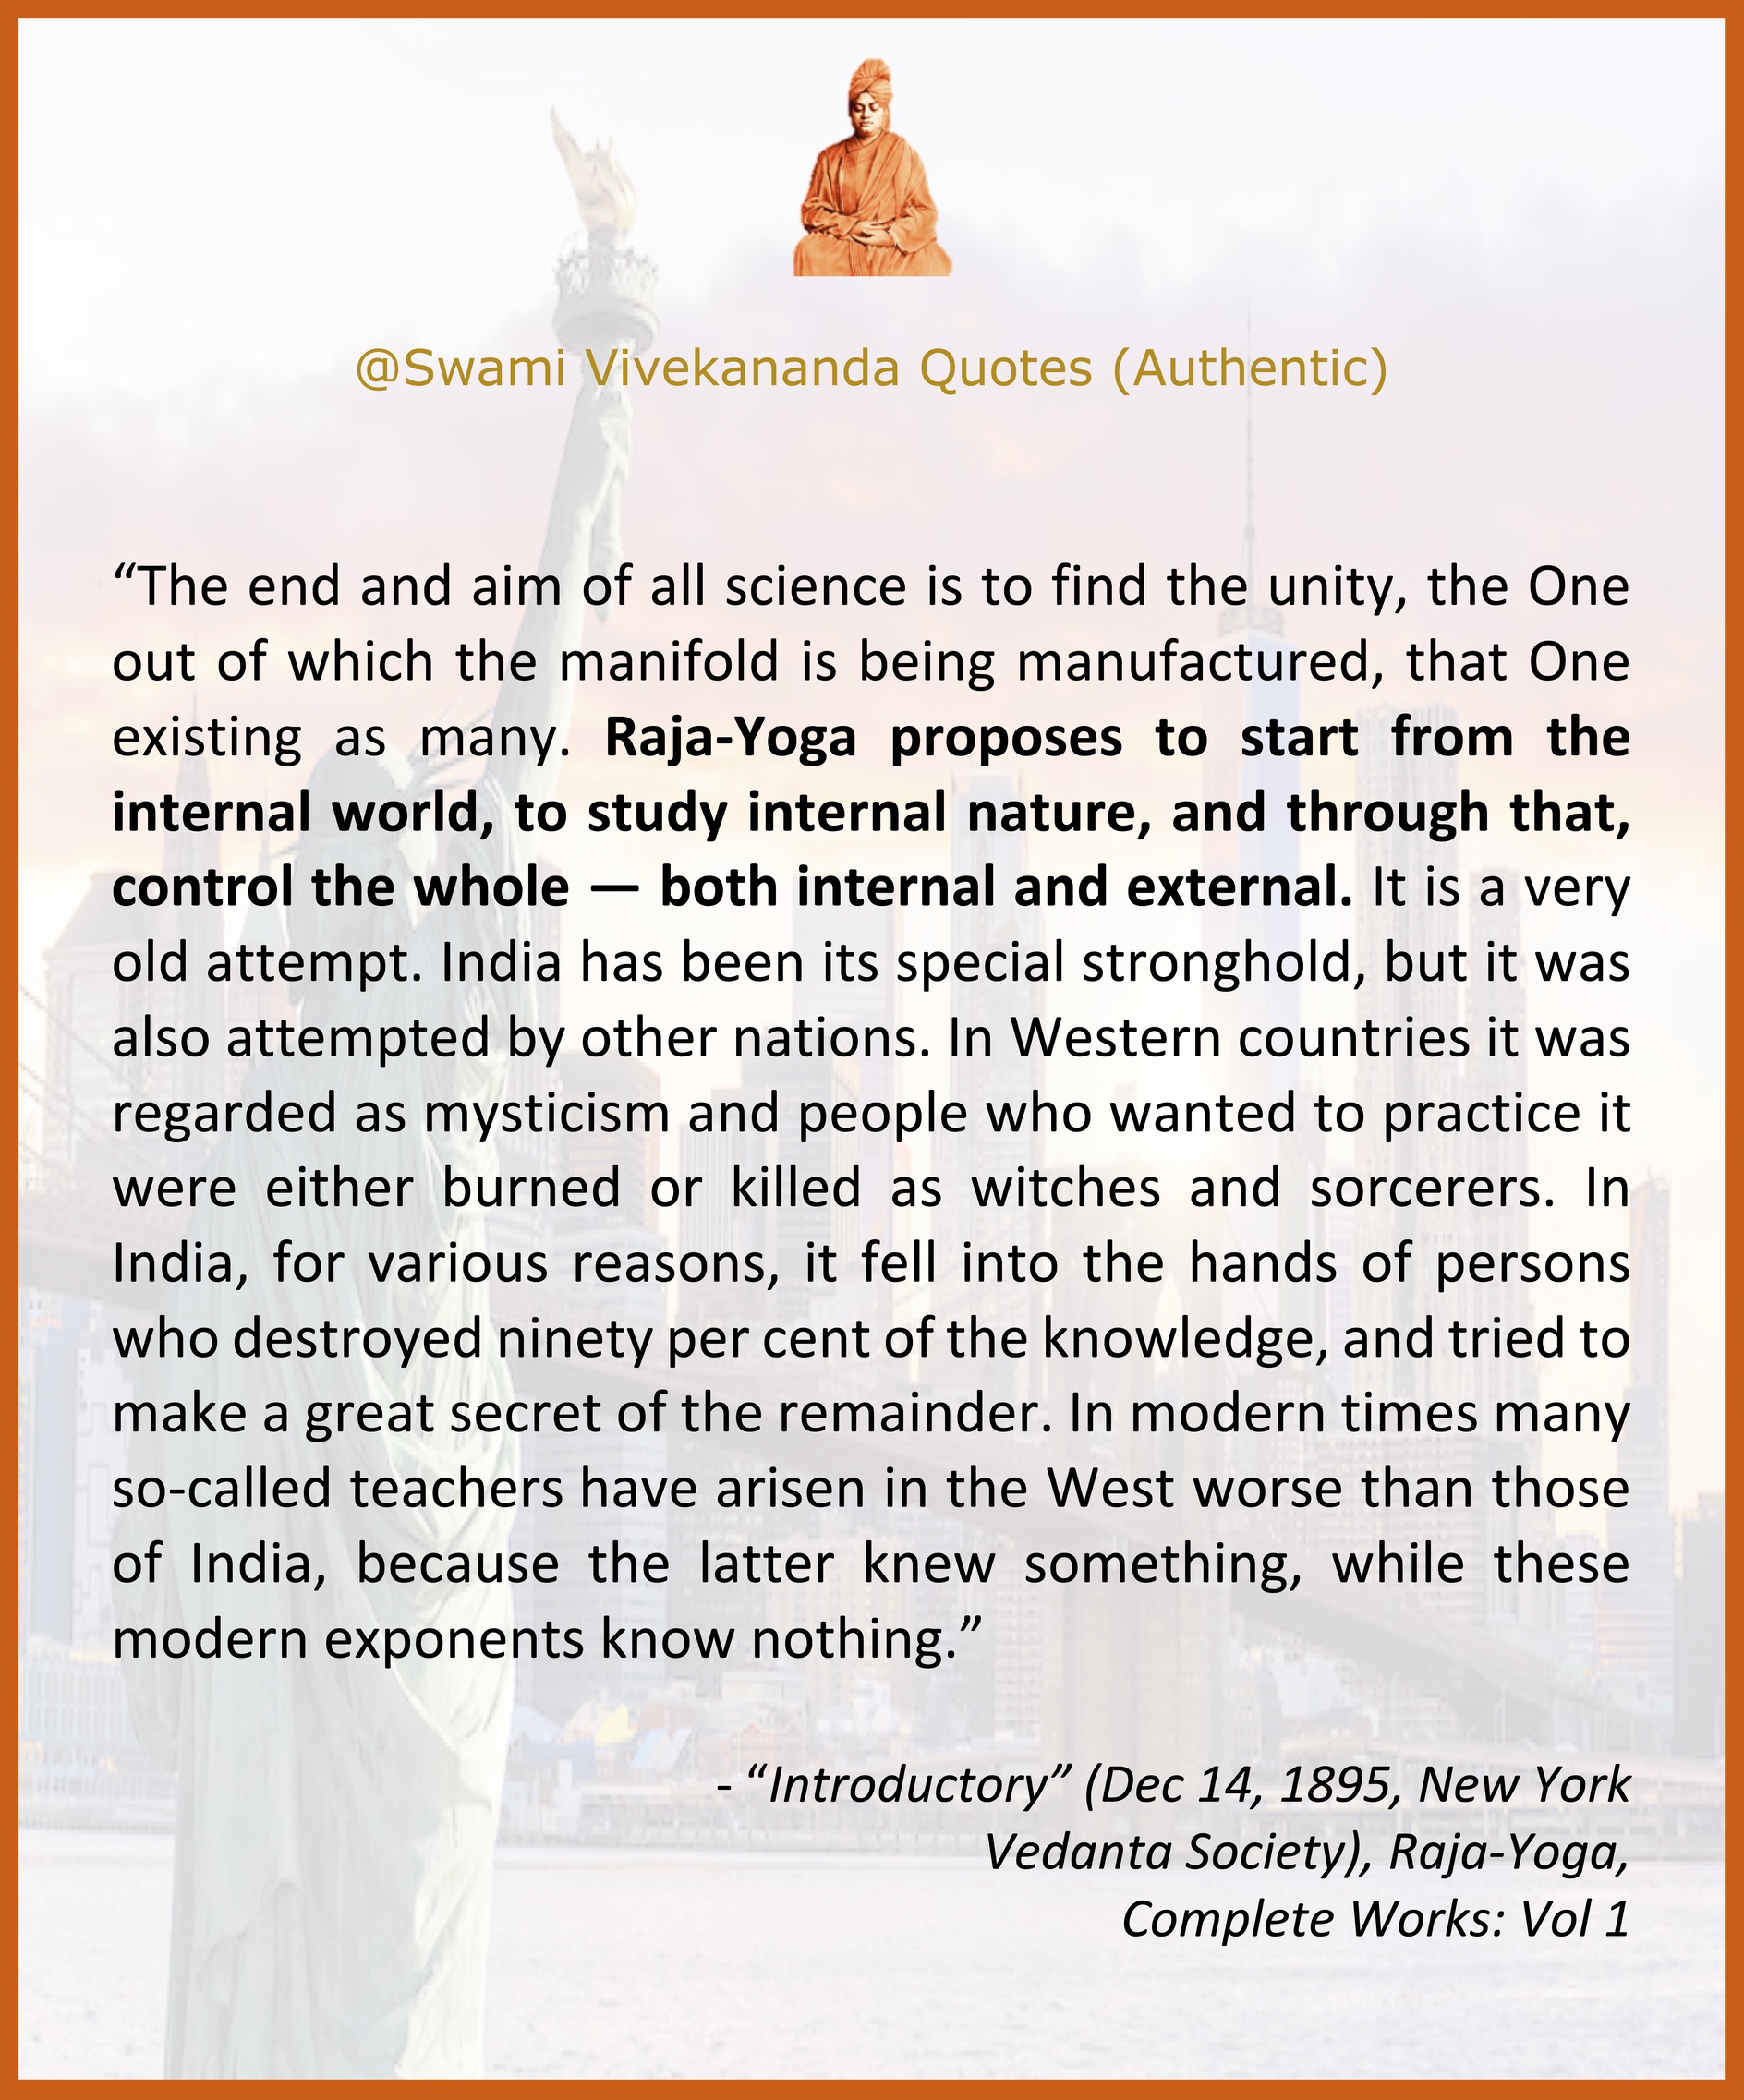 @Swami Vivekananda Quotes (Authentic)
“The end and aim of all science is to find the unity, the One
out of which the manifold is being manufactured, that One
existing as many. Raja-Yoga proposes to start from the
internal world, to study internal nature, and through that,
control the whole — both internal and external. It is a very
old attempt. India has been its special stronghold, but it was
also attempted by other nations. In Western countries it was
regarded as mysticism and people who wanted to practice it
were either burned or killed as witches and sorcerers. In
India, for various reasons, it fell into the hands of persons
who destroyed ninety per cent of the knowledge, and tried to
make a great secret of the remainder. In modern times many
so-called teachers have arisen in the West worse than those
of India, because the latter knew something, while these
modern exponents know nothing.”
- “Introductory” (Dec 14, 1895, New York
Vedanta Society), Raja-Yoga,
Complete Works: Vol 1